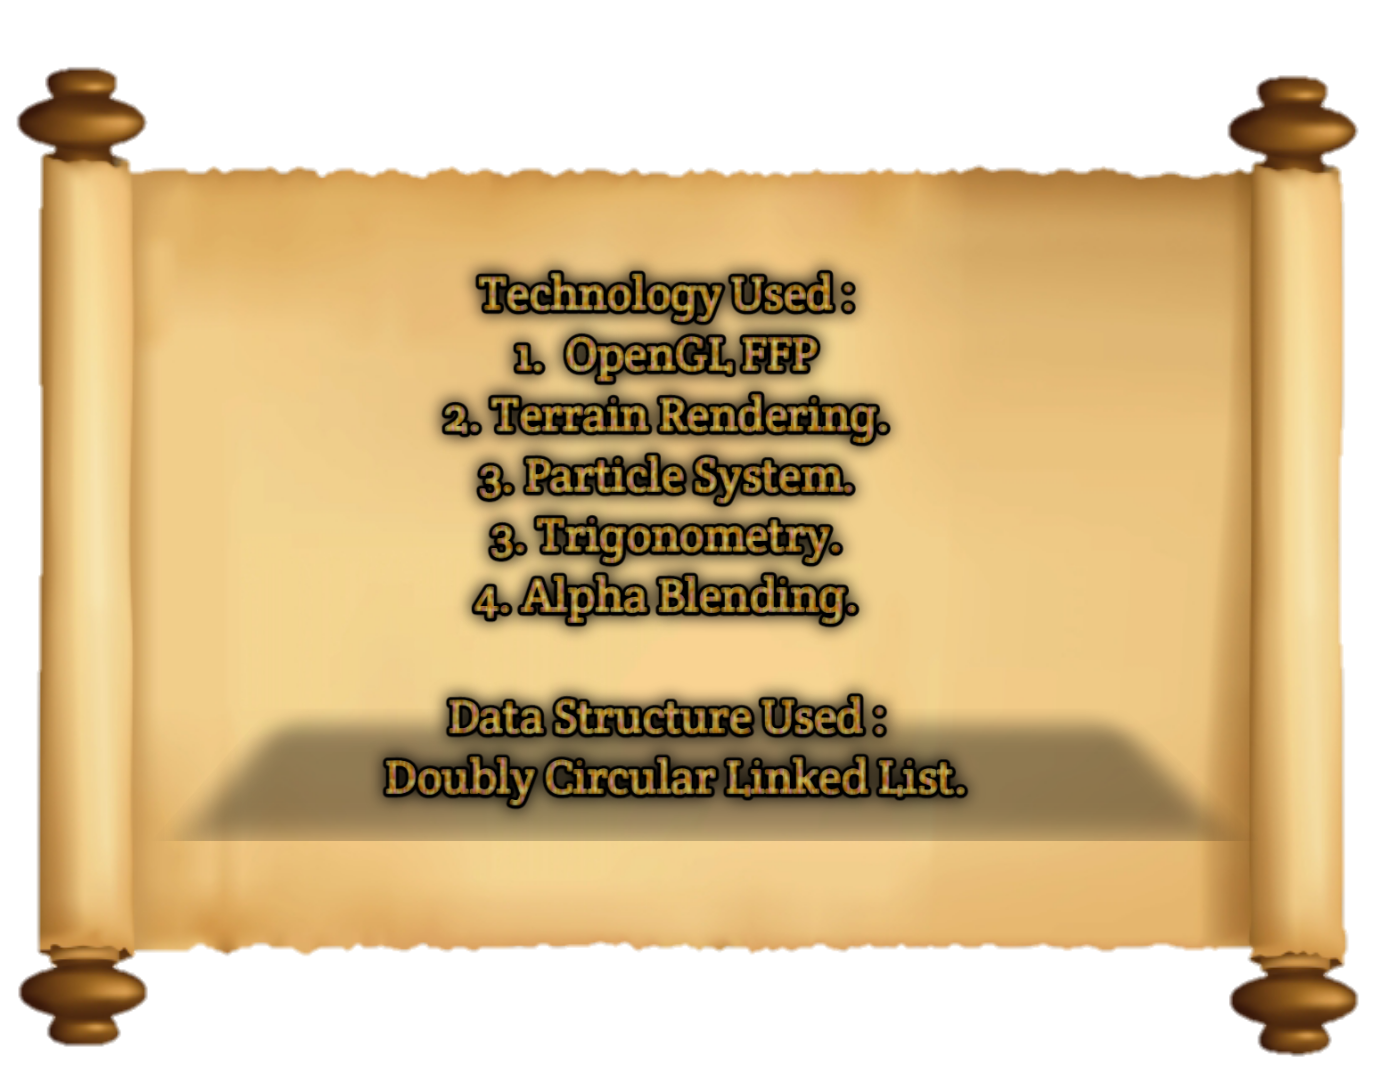 Technology Used :
1. OpenGL FFP
2. Terrain Rendering.
3. Particle System.
3. Trigonometry.
4. Alpha Blending.
Data Structure Used :
Doubly Circular Linked List.